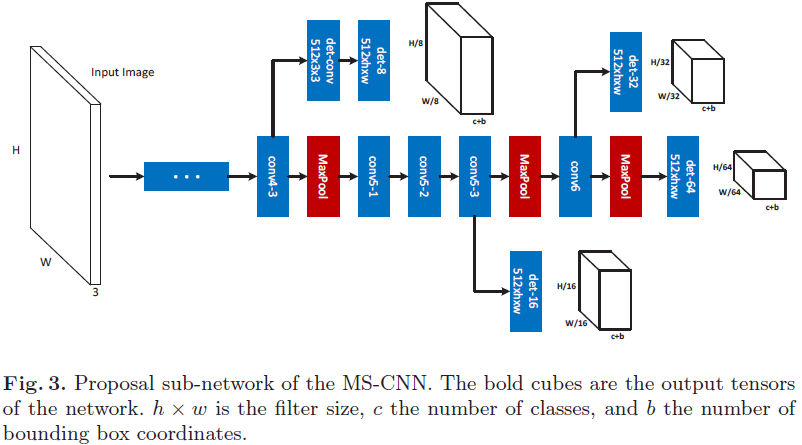 Input Image
H
W
3
...
det-conv
512x3x3
det-8
512xhxw
H/8
W/8
c+b
conv4-3
MaxPool
conv5-1
conv5-2
conv5-3
MaxPool
conv6
MaxPool
det-64
512xhxw
H/64
W/64
c+b
det-32
512xhxw
H/32
W/32
c+b
det-16
512xhxw
H/16
W/16
c+b
Fig. 3. Proposal sub-network of the MS-CNN. The bold cubes are the output tensors
of the network. h × w is the filter size, c the number of classes, and b the number of
bounding box coordinates.